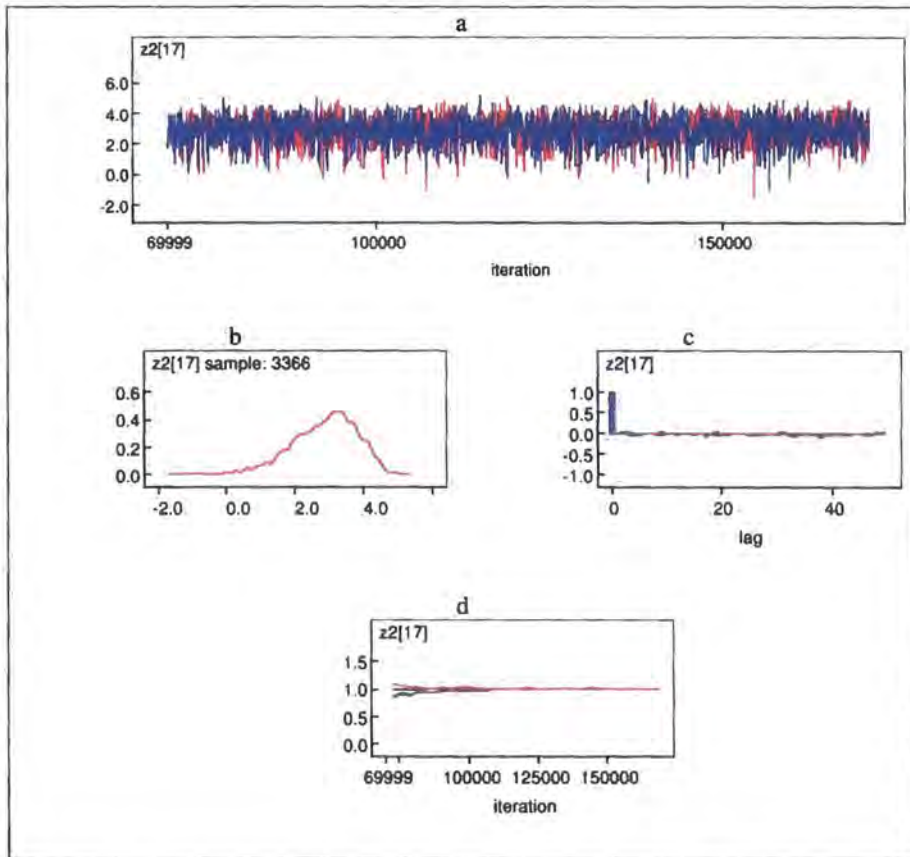 a
z2[17]
6.0
4.0
2.0
0.0
-2.0
69999 100000 150000
iteration
b
z2[17] sample: 3366
0.6
0.4
0.2
0.0
-2.0 0.0 2.0 4.0
c
z2[17]
1.0
0.5
0.0
-0.5
-1.0
0 20 40
lag
d
z2[17]
1.5
1.0
0.5
0.0
69999 100000 125000 150000
iteration